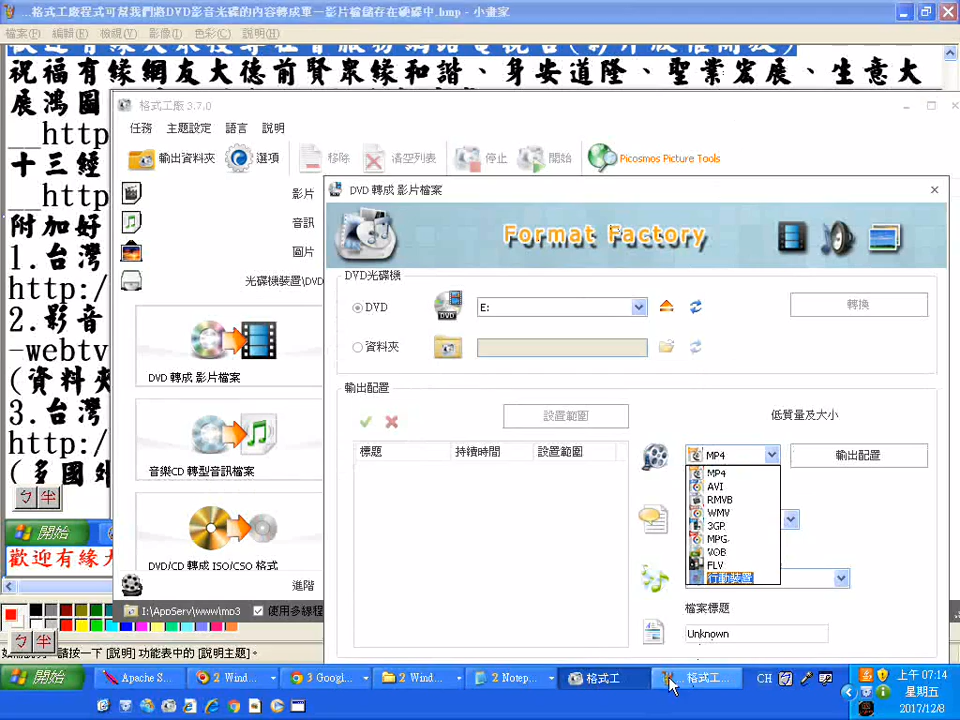 ...格式工廠程式可幫我們將DVD影音光碟的內容轉成單一影片檔儲存在硬碟中.bmp - 小畫家
檔案(F) 編輯(E) 檢視(V) 影像(I) 色彩(C) 說明(H)
祝福有緣網友大德前賢眾緣和諧、身安道隆、聖業宏展、生意大
展鴻圖
__http
十三經
__http
附加好
1.台灣
http:/
2.影音
-webtv
(資料夾
3.台灣
http:/
(多國外
格式工廠 3.7.0
任務 主題設定 語言 說明
輸出資料夾 選項 移除 清空列表 停止 開始 Picosmos Picture Tools
影片
音訊
圖片
光碟機裝置\DVD
DVD 轉成 影片檔案
音樂CD 轉型音訊檔案
DVD/CD 轉成 ISO/CSO 格式
進階
I:\AppServ\www\mp3 使用多線程
DVD 轉成 影片檔案
Format Factory
DVD光碟機
DVD E: 轉換
資料夾
輸出配置
設置範圍 低質量及大小
標題 持續時間 設置範圍
MP4 輸出配置
MP4
AVI
RMVB
WMV
3GP
MPG
VOB
FLV
行動裝置
檔案標題
Unknown
ㄅ 半
開始
歡迎有緣大
ㄅ 半
請按一下 [說明] 功能表中的 [說明主題]。
開始 Apache S... 2 Wind... 3 Googl... 2 Wind... 2 Notep... 格式工 ...格式工... CH
上午 07:14
星期五
2017/12/8